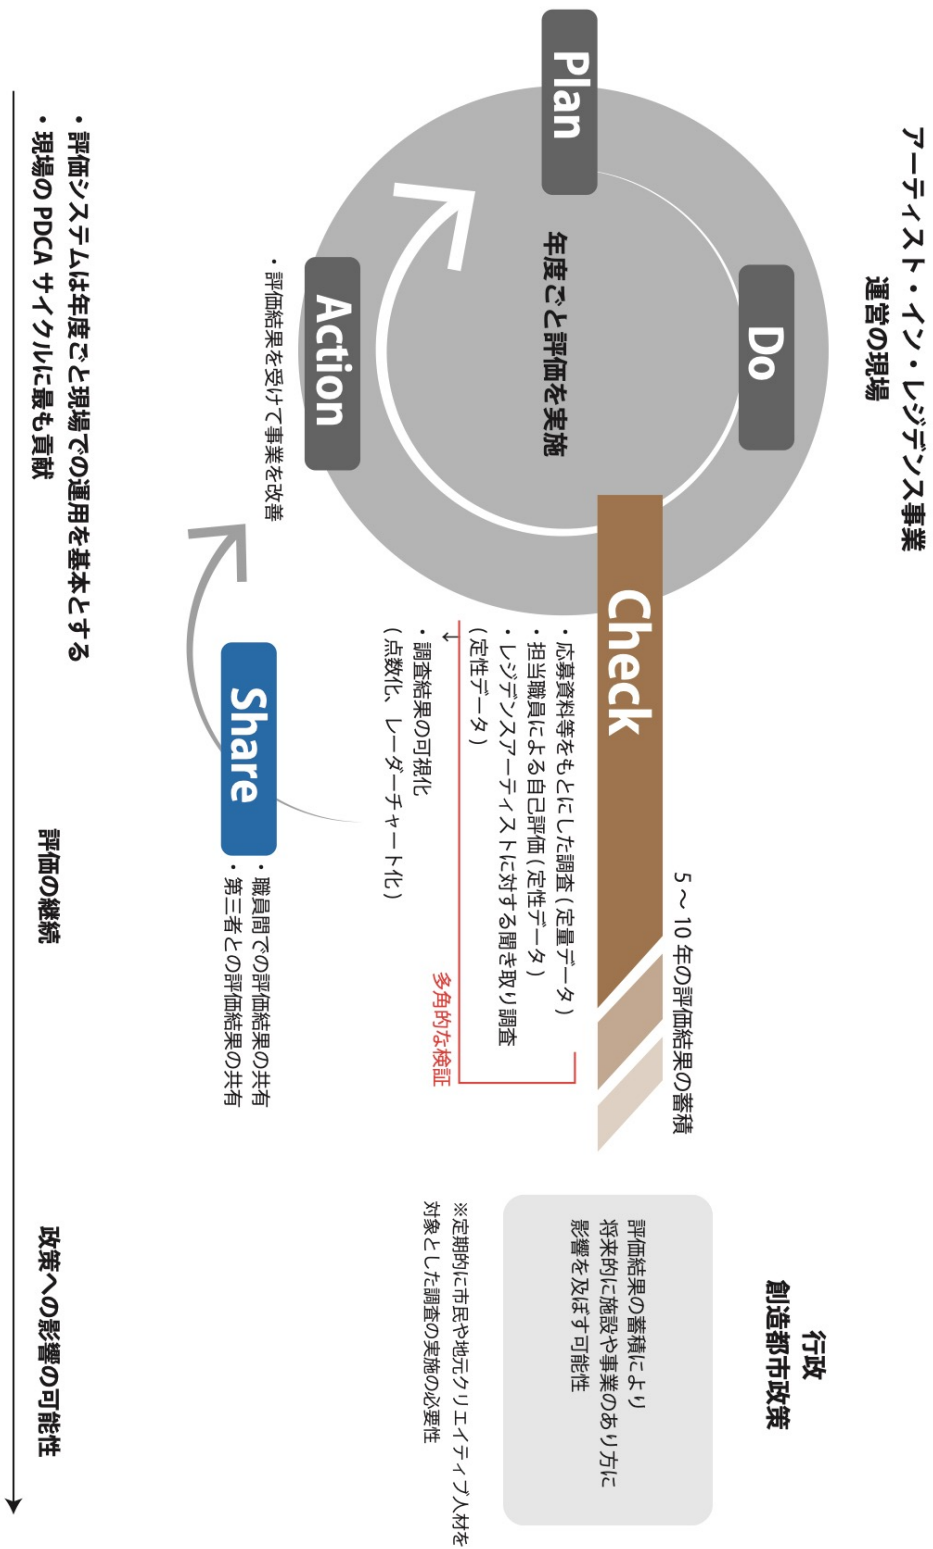 アーティスト・イン・レジデンス事業
運営の現場
行政
創造都市政策
Plan
Do
Check
Action
年度ごと評価を実施
5～10年の評価結果の蓄積
評価結果の蓄積により
将来的に施設や事業のあり方に
影響を及ぼす可能性
・応募資料等をもとにした調査(定量データ)
・担当職員による自己評価(定性データ)
・レジデンスアーティストに対する聞き取り調査
(定性データ)
多角的な検証
↓
・調査結果の可視化
(点数化、レーダーチャート化)
※定期的に市民や地元クリエイティブ人材を
対象とした調査の実施の必要性
・評価結果を受けて事業を改善
Share
・職員間での評価結果の共有
・第三者との評価結果の共有
・評価システムは年度ごと現場での運用を基本とする
・現場のPDCAサイクルに最も貢献
評価の継続
政策への影響の可能性